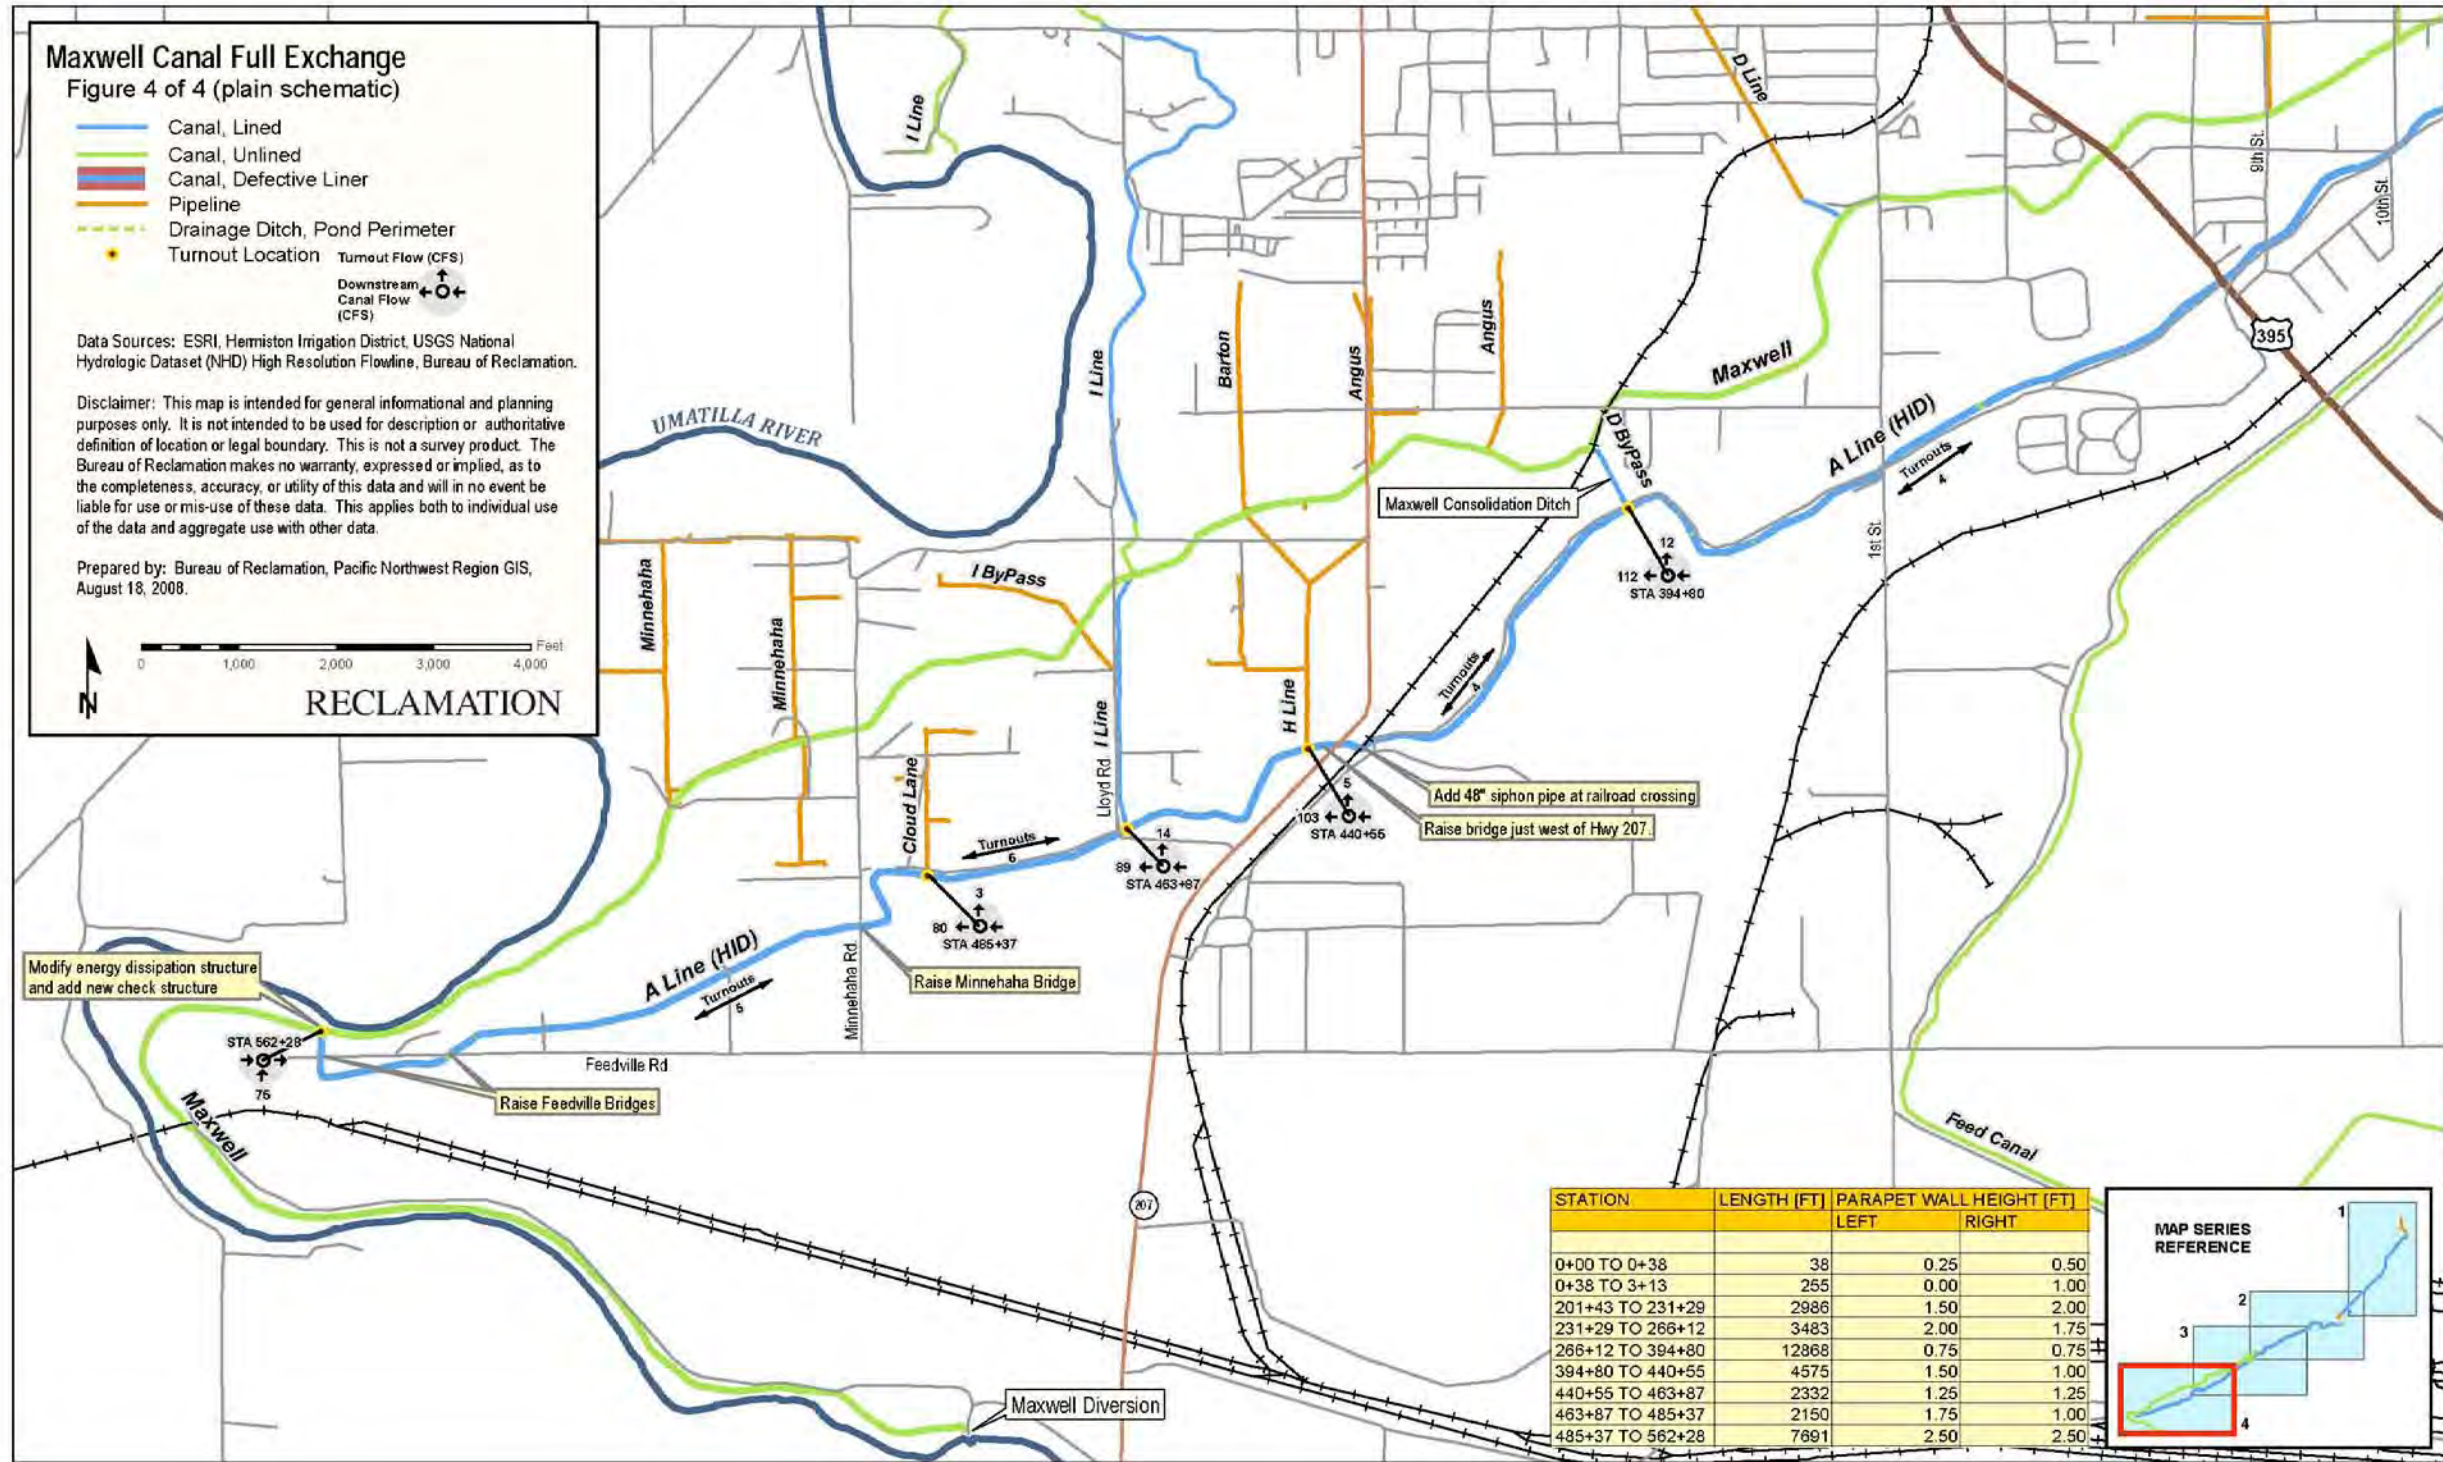 Maxwell Canal Full Exchange
Figure 4 of 4 (plain schematic)
Canal, Lined
Canal, Unlined
Canal, Defective Liner
Pipeline
Drainage Ditch, Pond Perimeter
Turnout Location
Turnout Flow (CFS)
Downstream
Canal Flow
(CFS)
Data Sources: ESRI, Hermiston Irrigation District, USGS National
Hydrologic Dataset (NHD) High Resolution Flowline, Bureau of Reclamation.
Disclaimer: This map is intended for general informational and planning
purposes only. It is not intended to be used for description or authoritative
definition of location or legal boundary. This is not a survey product. The
Bureau of Reclamation makes no warranty, expressed or implied, as to
the completeness, accuracy, or utility of this data and will in no event be
liable for use or mis-use of these data. This applies both to individual use
of the data and aggregate use with other data.
Prepared by: Bureau of Reclamation, Pacific Northwest Region GIS,
August 18, 2008.
N
Feet
0 1,000 2,000 3,000 4,000
RECLAMATION
I Line
D Line
9th St.
10th St.
395
UMATILLA RIVER
I Line
Barton
Angus
Angus
Maxwell
D ByPass
A Line (HID)
Turnouts
4
Maxwell Consolidation Ditch
1st St.
12
112
STA 394+80
Minnehaha
Minnehaha
I ByPass
Turnouts
4
H Line
I Line
Lloyd Rd.
Cloud Lane
Add 48" siphon pipe at railroad crossing
Raise bridge just west of Hwy 207.
5
103
STA 440+55
Turnouts
6
14
89
STA 463+87
3
80
STA 485+37
A Line (HID)
Turnouts
5
Minnehaha Rd.
Raise Minnehaha Bridge
Modify energy dissipation structure
and add new check structure
STA 562+28
75
Feedville Rd
Raise Feedville Bridges
Maxwell
Feed Canal
207
Maxwell Diversion
STATION LENGTH [FT] PARAPET WALL HEIGHT [FT]
LEFT RIGHT
0+00 TO 0+38 38 0.25 0.50
0+38 TO 3+13 255 0.00 1.00
201+43 TO 231+29 2986 1.50 2.00
231+29 TO 266+12 3483 2.00 1.75
266+12 TO 394+80 12868 0.75 0.75
394+80 TO 440+55 4575 1.50 1.00
440+55 TO 463+87 2332 1.25 1.25
463+87 TO 485+37 2150 1.75 1.00
485+37 TO 562+28 7691 2.50 2.50
MAP SERIES
REFERENCE
1
2
3
4